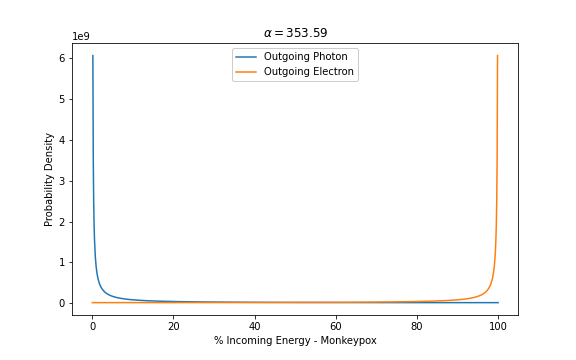 α = 353.59
1e9
Outgoing Photon
Outgoing Electron
6
5
4
3
2
1
0
Probability Density
0 20 40 60 80 100
% Incoming Energy - Monkeypox